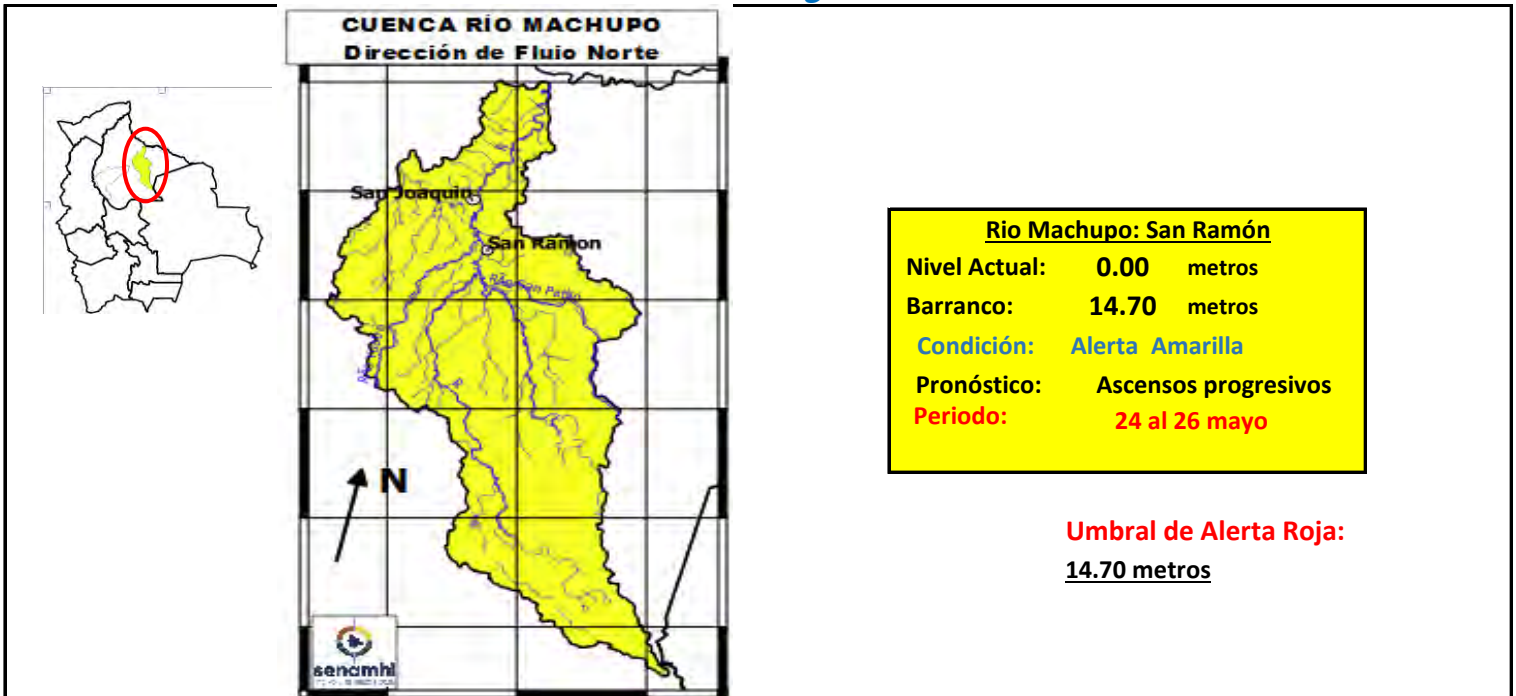 CUENCA RÍO MACHUPO
Dirección de Fluio Norte
San Joaquin
San Ramon
N
senamhi
Rio Machupo: San Ramón
Nivel Actual: 0.00 metros
Barranco: 14.70 metros
Condición: Alerta Amarilla
Pronóstico: Ascensos progresivos
Periodo: 24 al 26 mayo
Umbral de Alerta Roja:
14.70 metros